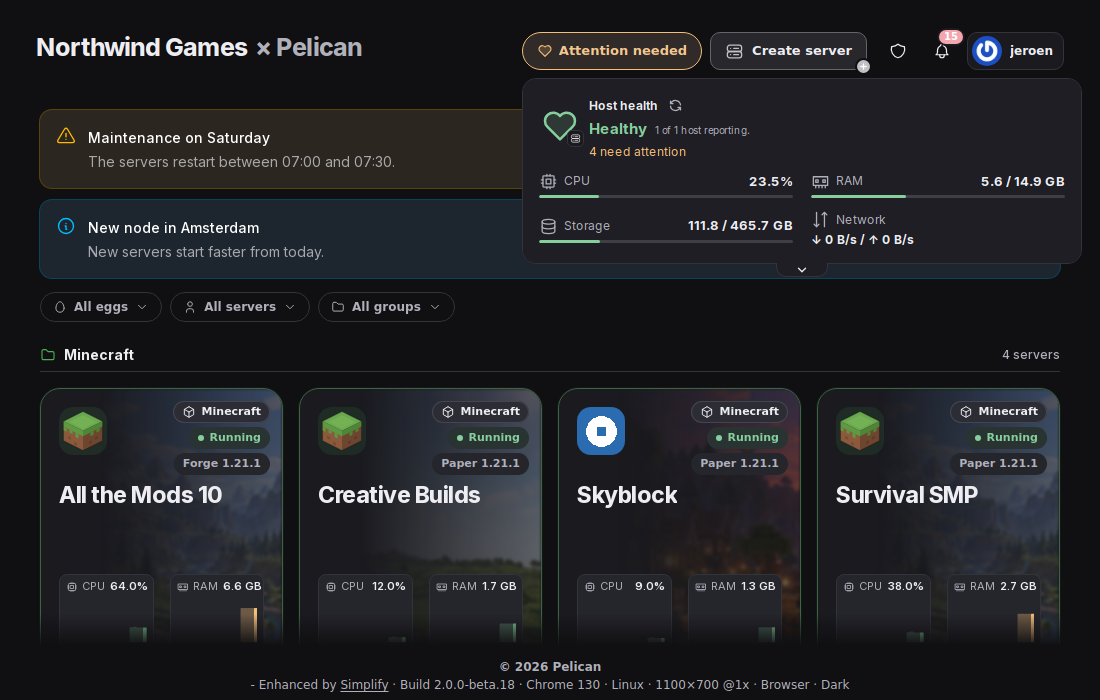 Northwind Games × Pelican
Attention needed
Create server
15
jeroen
Host health
Healthy 1 of 1 host reporting.
4 need attention
CPU 23.5%
RAM 5.6 / 14.9 GB
Storage 111.8 / 465.7 GB
Network
↓ 0 B/s / ↑ 0 B/s
Maintenance on Saturday
The servers restart between 07:00 and 07:30.
New node in Amsterdam
New servers start faster from today.
All eggs
All servers
All groups
Minecraft
4 servers
Minecraft
Running
Forge 1.21.1
All the Mods 10
CPU 64.0%
RAM 6.6 GB
Minecraft
Running
Paper 1.21.1
Creative Builds
CPU 12.0%
RAM 1.7 GB
Minecraft
Running
Paper 1.21.1
Skyblock
CPU 9.0%
RAM 1.3 GB
Minecraft
Running
Paper 1.21.1
Survival SMP
CPU 38.0%
RAM 2.7 GB
© 2026 Pelican
- Enhanced by Simplify · Build 2.0.0-beta.18 · Chrome 130 · Linux · 1100×700 @1x · Browser · Dark